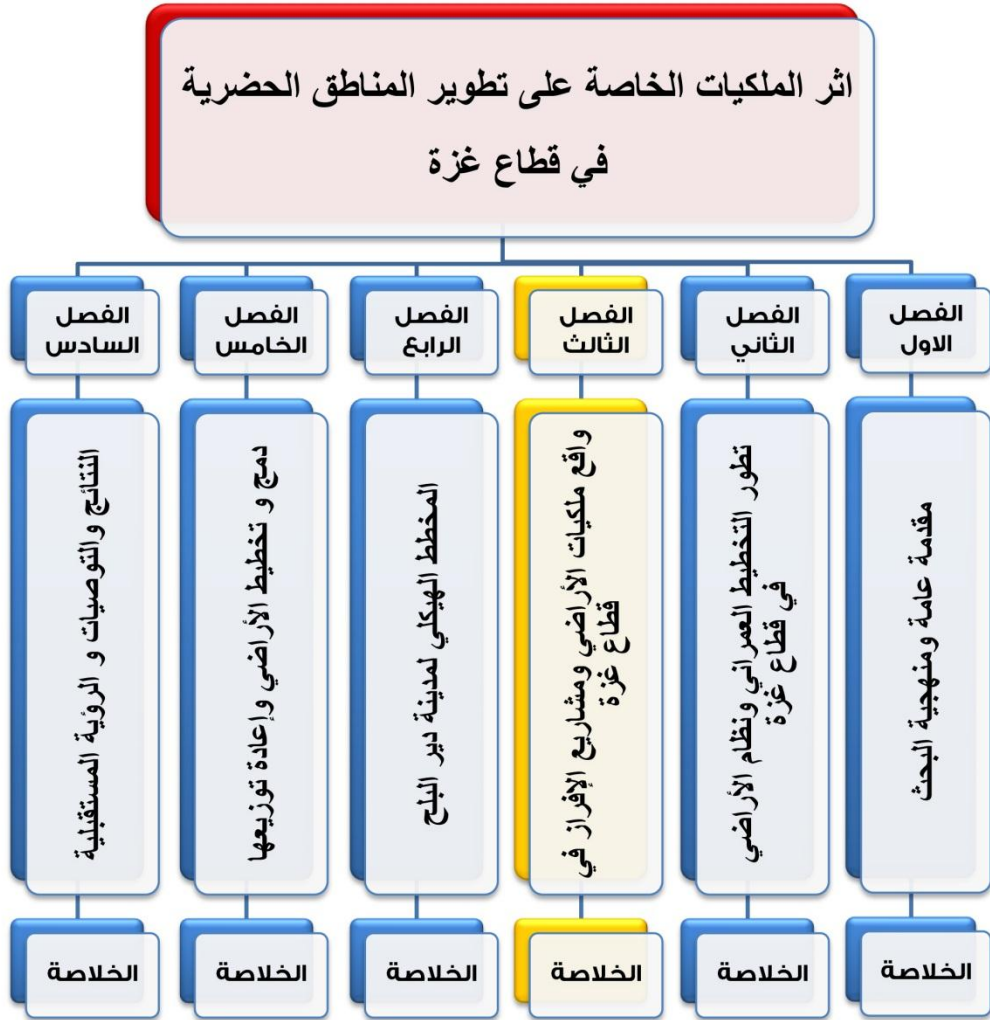 اثر الملكيات الخاصة على تطوير المناطق الحضرية
في قطاع غزة
الفصل
الاول
الفصل
الثاني
الفصل
الثالث
الفصل
الرابع
الفصل
الخامس
الفصل
السادس
مقدمة عامة ومنهجية البحث
تطور التخطيط العمراني ونظام الأراضي
في قطاع غزة
واقع ملكيات الأراضي ومشاريع الإفراز في
قطاع غزة
المخطط الهيكلي لمدينة دير البلح
دمج و تخطيط الأراضي وإعادة توزيعها
النتائج والتوصيات و الرؤية المستقبلية
الخلاصة
الخلاصة
الخلاصة
الخلاصة
الخلاصة
الخلاصة